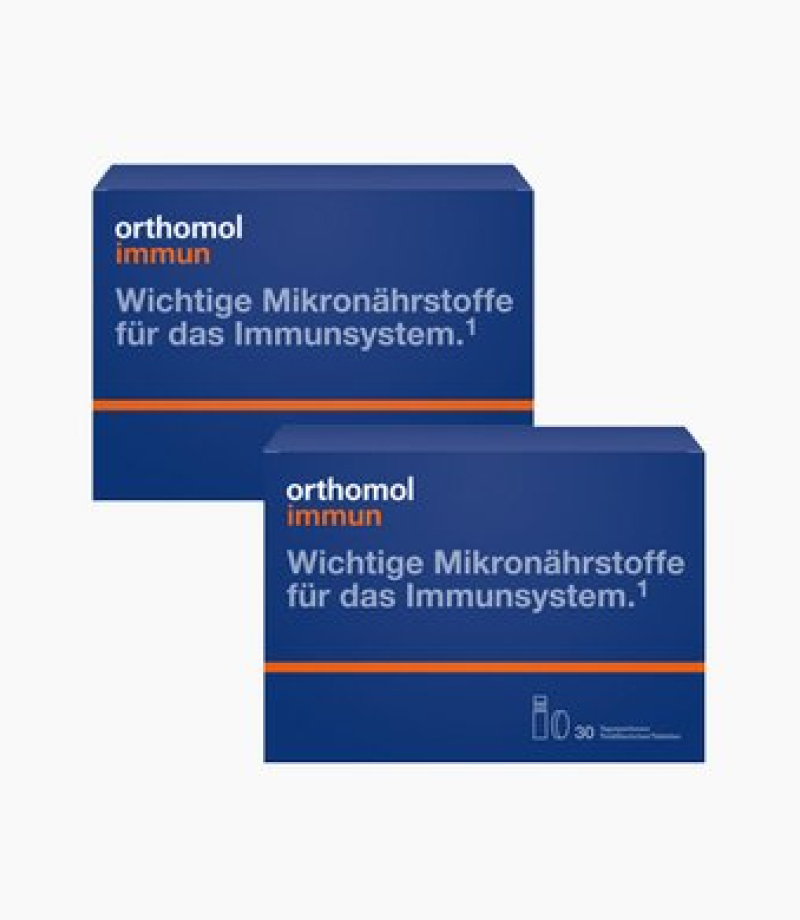 orthomol
immun
Wichtige Mikronährstoffe
für das Immunsystem.¹
orthomol
immun
Wichtige Mikronährstoffe
für das Immunsystem.¹
30